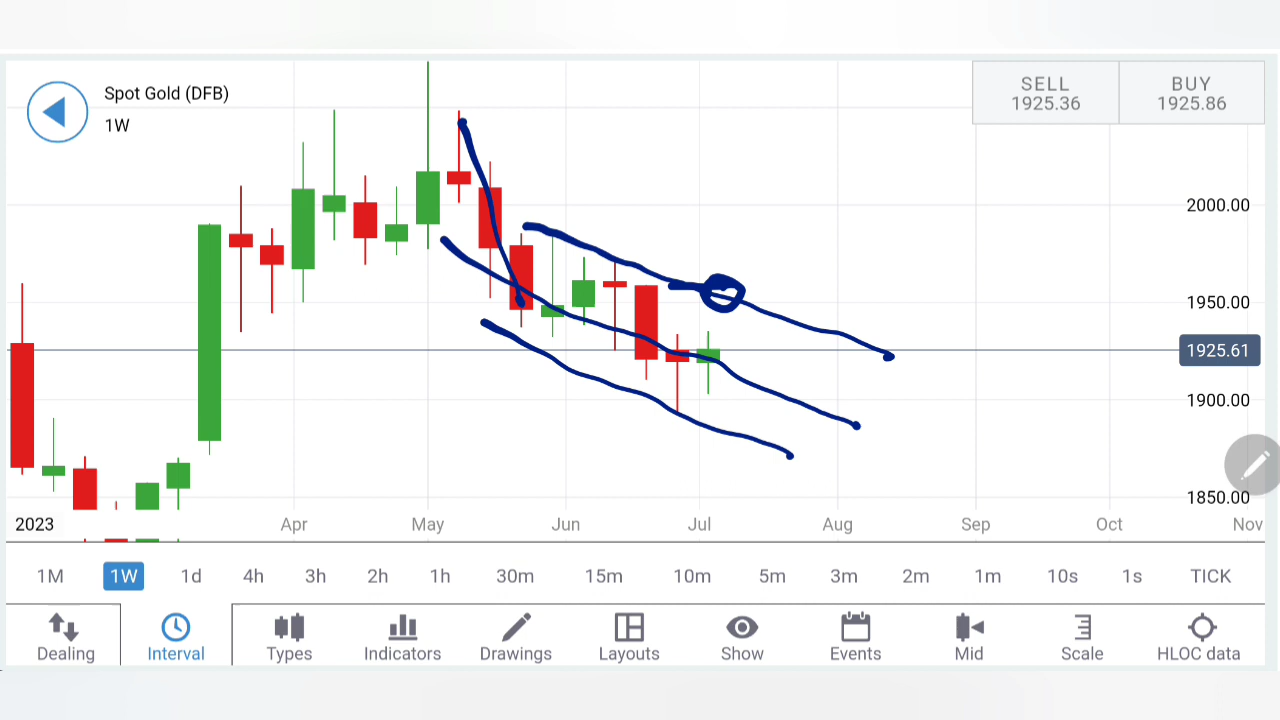 Spot Gold (DFB)
1W
SELL
1925.36
BUY
1925.86
2000.00
1950.00
1925.61
1900.00
1850.00
2023 Apr May Jun Jul Aug Sep Oct Nov
1M 1W 1d 4h 3h 2h 1h 30m 15m 10m 5m 3m 2m 1m 10s 1s TICK
Dealing Interval Types Indicators Drawings Layouts Show Events Mid Scale HLOC data